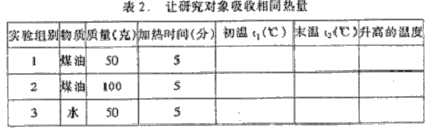 表2. 让研究对象吸收相同热量
实验组别 物质 质量(克) 加热时间(分) 初温 t₁(℃) 末温 t₂(℃) 升高的温度
1 煤油 50 5
2 煤油 100 5
3 水 50 5